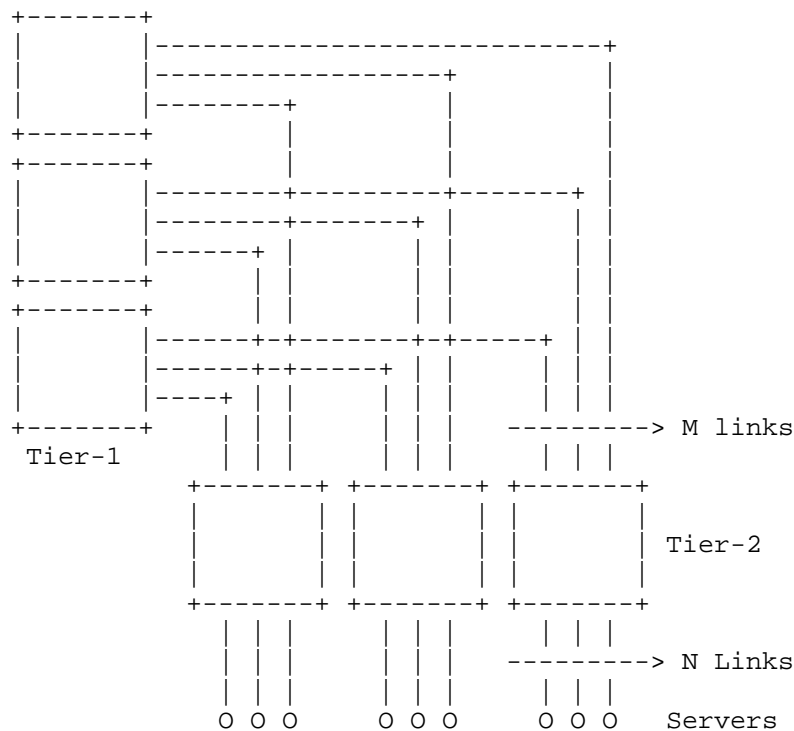 M links
Tier-1
Tier-2
N Links
O O O O O O O O O Servers